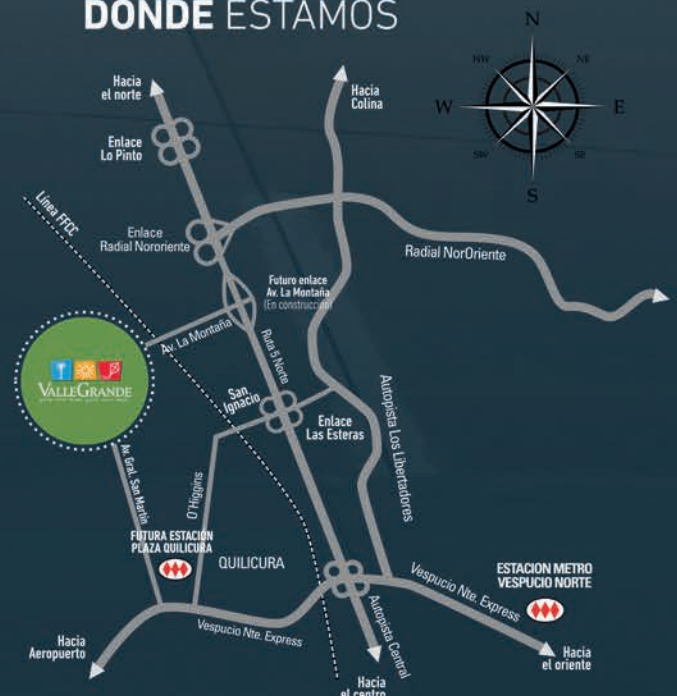 DONDE ESTAMOS
N
NW
NE
W
E
SW
SE
S
Hacia
el norte
Hacia
Colina
Enlace
Lo Pinto
Línea FFCC
Enlace
Radial Nororiente
Radial NorOriente
Futuro enlace
Av. La Montaña
(En construcción)
Av. La Montaña
Ruta 5 Norte
VALLEGRANDE
San
Ignacio
Enlace
Las Esteras
Autopista Los Libertadores
Av. Gral. San Martín
O'Higgins
FUTURA ESTACIÓN
PLAZA QUILICURA
QUILICURA
ESTACION METRO
VESPUCIO NORTE
Vespucio Nte. Express
Vespucio Nte. Express
Autopista Central
Hacia
Aeropuerto
Hacia
el oriente
Hacia
el centro